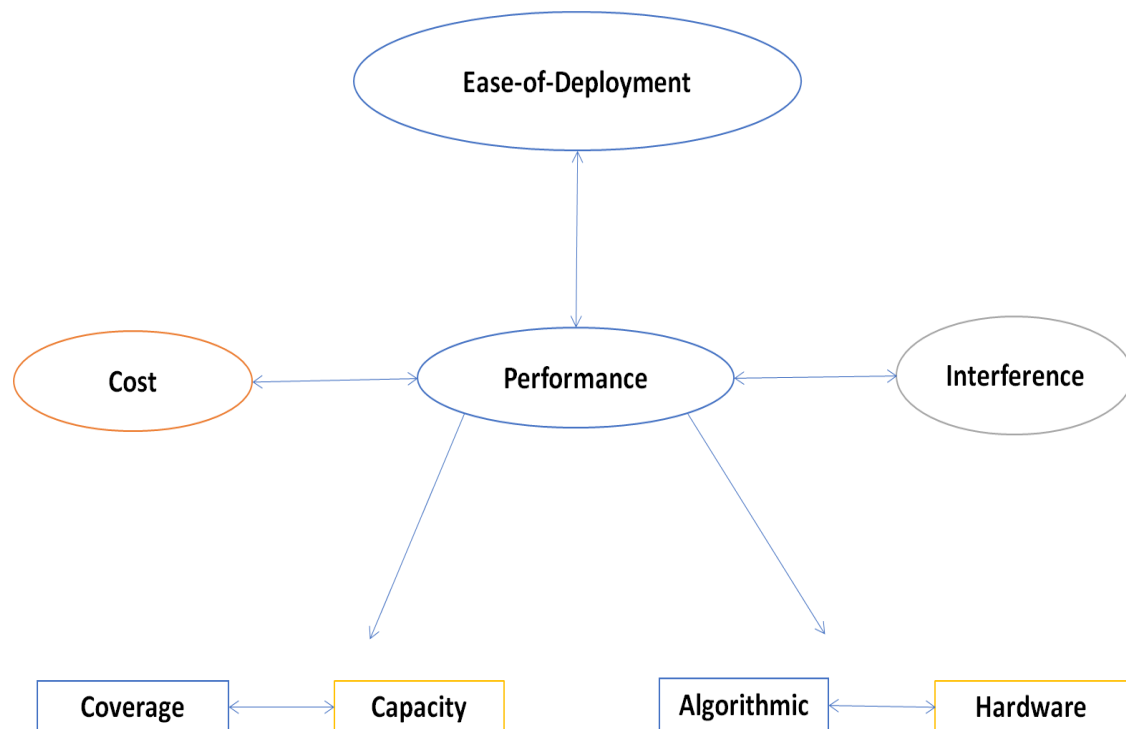 Ease-of-Deployment
Cost
Performance
Interference
Coverage
Capacity
Algorithmic
Hardware